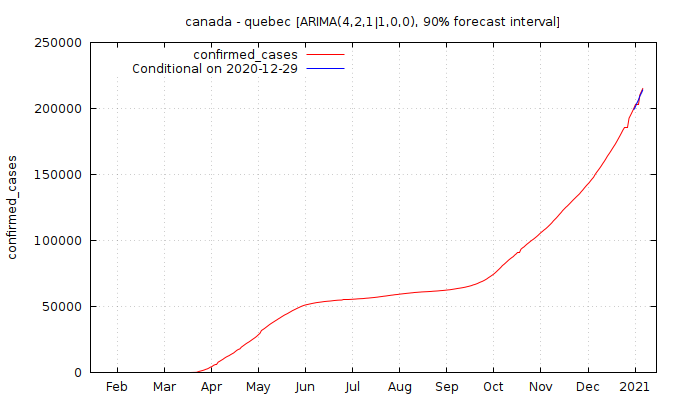 canada - quebec [ARIMA(4,2,1|1,0,0), 90% forecast interval]
250000
200000
150000
100000
50000
0
confirmed_cases
confirmed_cases
Conditional on 2020-12-29
Feb Mar Apr May Jun Jul Aug Sep Oct Nov Dec 2021